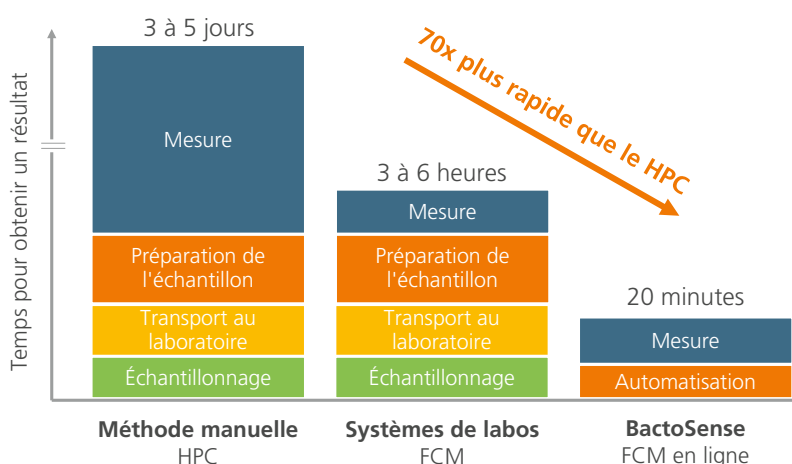 Temps pour obtenir un résultat
3 à 5 jours
Mesure
Préparation de
l'échantillon
Transport au
laboratoire
Échantillonnage
Méthode manuelle
HPC
3 à 6 heures
Mesure
Préparation de
l'échantillon
Transport au
laboratoire
Échantillonnage
Systèmes de labos
FCM
70x plus rapide que le HPC
20 minutes
Mesure
Automatisation
BactoSense
FCM en ligne